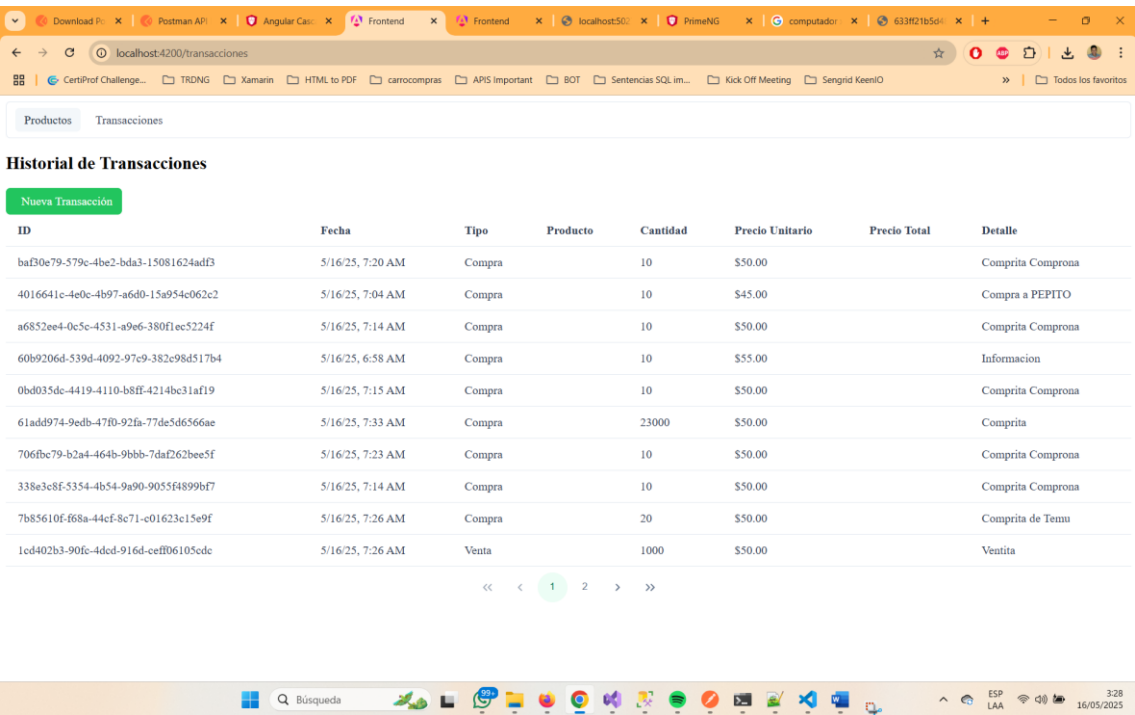 Download Po Postman API Angular Casc Frontend Frontend localhost:502 PrimeNG computador 633ff21b5d4
localhost:4200/transacciones
CertiProf Challenge... TRDNG Xamarin HTML to PDF carrocompras APIS Important BOT Sentencias SQL im... Kick Off Meeting Sengrid KeenIO » Todos los favoritos
Productos Transacciones
Historial de Transacciones
Nueva Transacción
ID Fecha Tipo Producto Cantidad Precio Unitario Precio Total Detalle
baf30e79-579c-4be2-bda3-15081624adf3 5/16/25, 7:20 AM Compra 10 $50.00 Comprita Comprona
4016641c-4e0c-4b97-a6d0-15a954c062c2 5/16/25, 7:04 AM Compra 10 $45.00 Compra a PEPITO
a6852ee4-0c5c-4531-a9e6-380f1ec5224f 5/16/25, 7:14 AM Compra 10 $50.00 Comprita Comprona
60b9206d-539d-4092-97c9-382c98d517b4 5/16/25, 6:58 AM Compra 10 $55.00 Informacion
0bd035dc-4419-4110-b8ff-4214bc31af19 5/16/25, 7:15 AM Compra 10 $50.00 Comprita Comprona
61add974-9edb-47f0-92fa-77de5d6566ae 5/16/25, 7:33 AM Compra 23000 $50.00 Comprita
706fbc79-b2a4-464b-9bbb-7daf262bee5f 5/16/25, 7:23 AM Compra 10 $50.00 Comprita Comprona
338e3c8f-5354-4b54-9a90-9055f4899bf7 5/16/25, 7:14 AM Compra 10 $50.00 Comprita Comprona
7b85610f-f68a-44cf-8c71-c01623c15e9f 5/16/25, 7:26 AM Compra 20 $50.00 Comprita de Temu
1cd402b3-90fc-4dcd-916d-ceff06105cdc 5/16/25, 7:26 AM Venta 1000 $50.00 Ventita
« ‹ 1 2 › »
Búsqueda 99+ ESP 3:28
LAA 16/05/2025